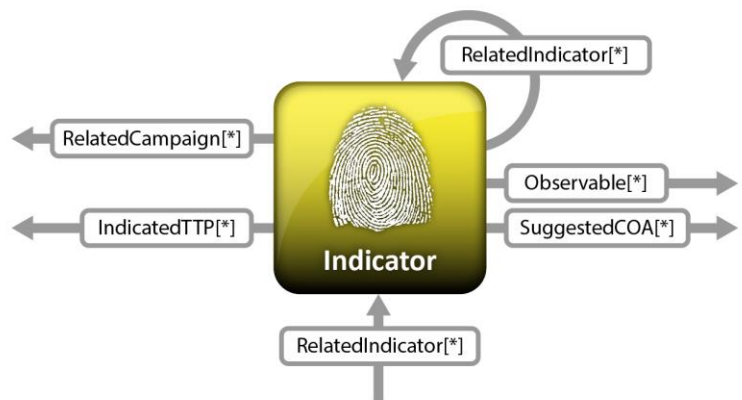 RelatedIndicator[*]
RelatedCampaign[*]
Observable[*]
IndicatedTTP[*]
SuggestedCOA[*]
Indicator
RelatedIndicator[*]